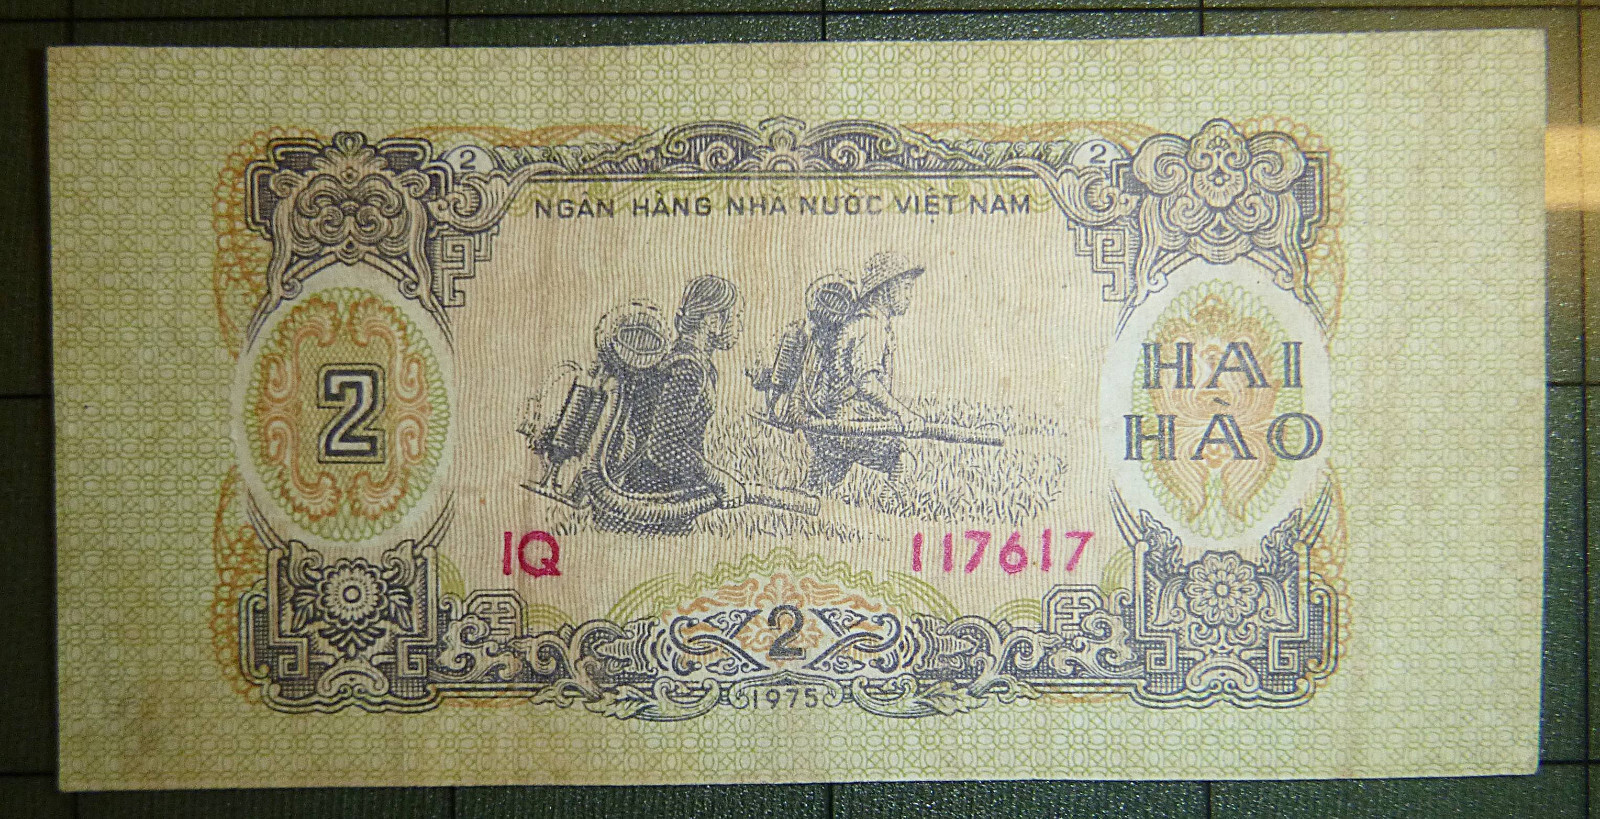 2 2
NGÂN HÀNG NHÀ NƯỚC VIỆT NAM
2
HAI
HÀO
IQ 117617
2
1975